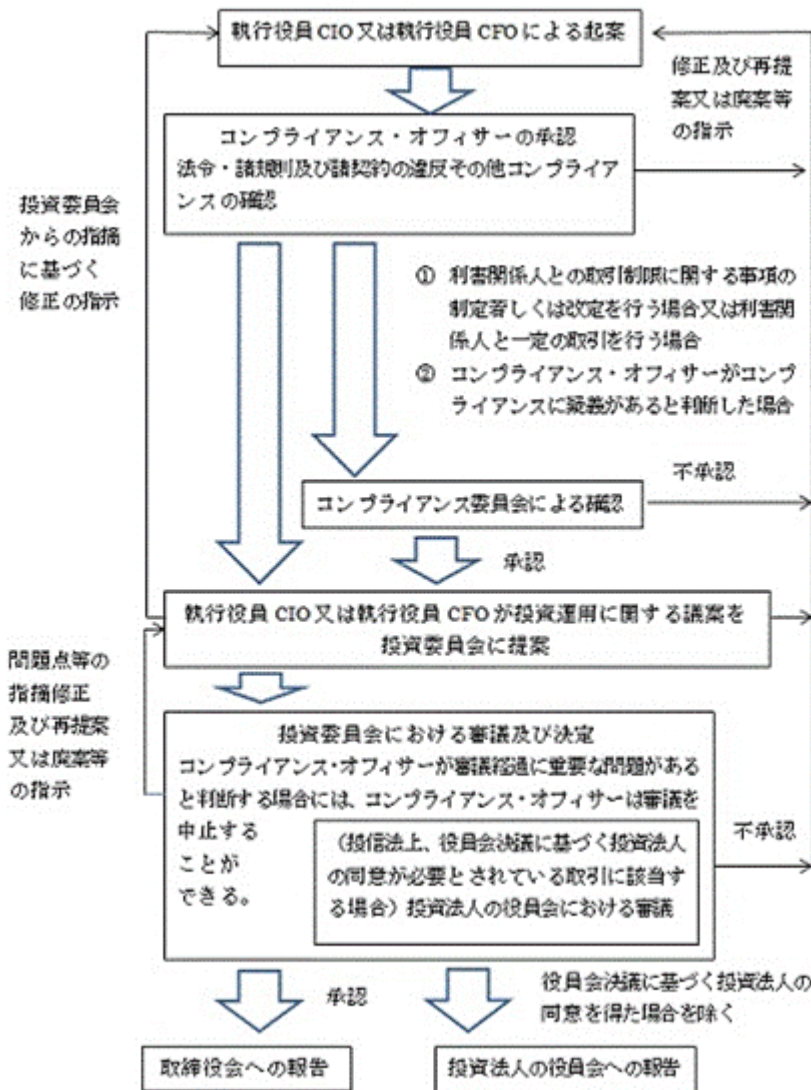 執行役員 CIO 又は執行役員 CFO による起案
修正及び再提
案又は廃案等
の指示
コンプライアンス・オフィサーの承認
法令・諸規則及び諸契約の違反その他コンプライア
ンスの確認
投資委員会
からの指摘
に基づく
修正の指示
① 利害関係人との取引制限に関する事項の
制定若しくは改定を行う場合又は利害関
係人と一定の取引を行う場合
② コンプライアンス・オフィサーがコンプ
ライアンスに疑義があると判断した場合
不承認
コンプライアンス委員会による確認
承認
執行役員 CIO 又は執行役員 CFO が投資運用に関する議案を
投資委員会に提案
問題点等の
指摘修正
及び再提案
又は廃案等
の指示
投資委員会における審議及び決定
コンプライアンス・オフィサーが審議経過に重要な問題がある
と判断する場合には、コンプライアンス・オフィサーは審議を
中止する
ことが
できる。
(投信法上、役員会決議に基づく投資法人
の同意が必要とされている取引に該当す
る場合)投資法人の役員会における審議
不承認
承認
役員会決議に基づく投資法人の
同意を得た場合を除く
取締役会への報告
投資法人の役員会への報告